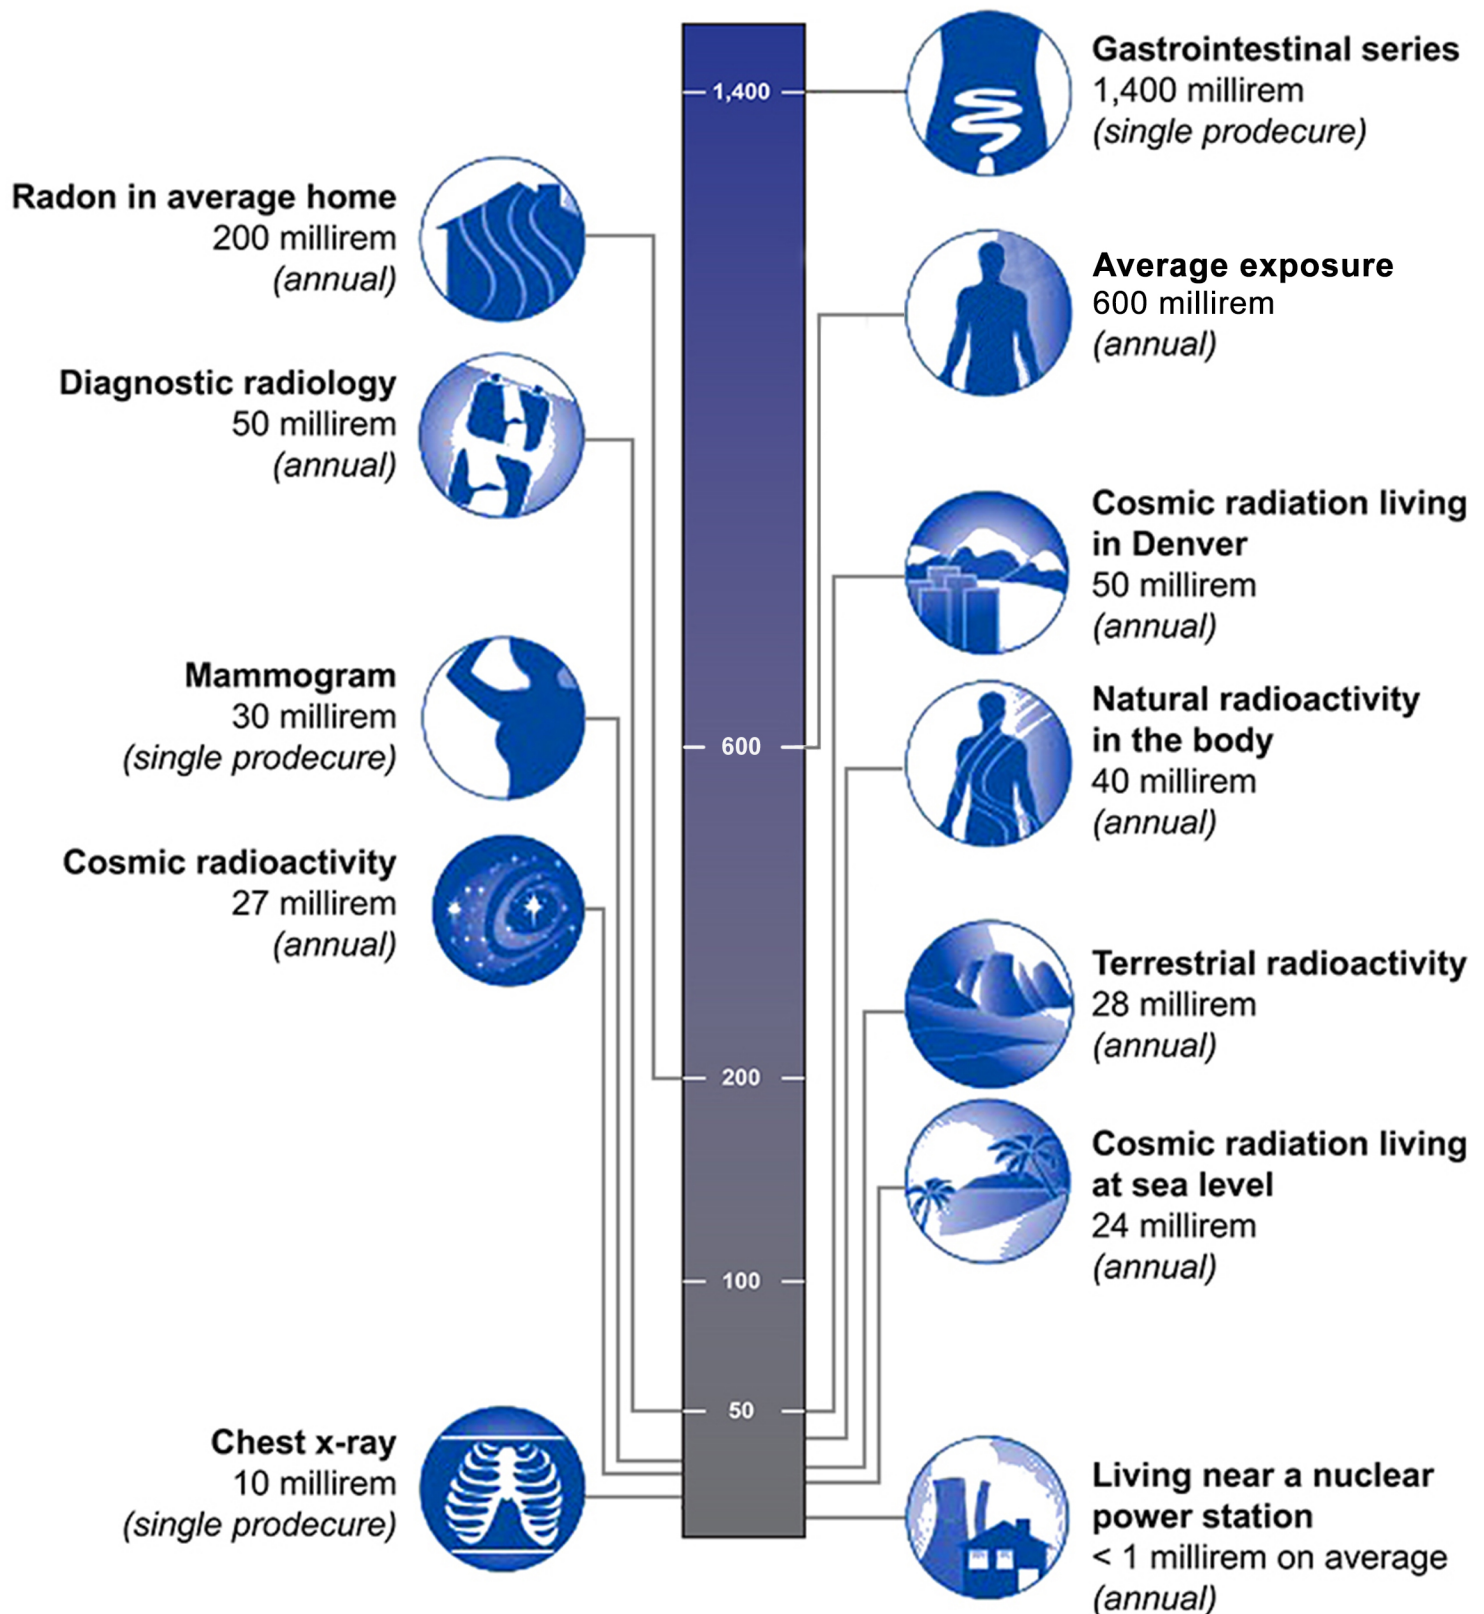 Gastrointestinal series
1,400 millirem
(single prodecure)
Radon in average home
200 millirem
(annual)
Average exposure
600 millirem
(annual)
Diagnostic radiology
50 millirem
(annual)
Cosmic radiation living
in Denver
50 millirem
(annual)
Mammogram
30 millirem
(single prodecure)
Natural radioactivity
in the body
40 millirem
(annual)
Cosmic radioactivity
27 millirem
(annual)
Terrestrial radioactivity
28 millirem
(annual)
Cosmic radiation living
at sea level
24 millirem
(annual)
Chest x-ray
10 millirem
(single prodecure)
Living near a nuclear
power station
< 1 millirem on average
(annual)
1,400
600
200
100
50